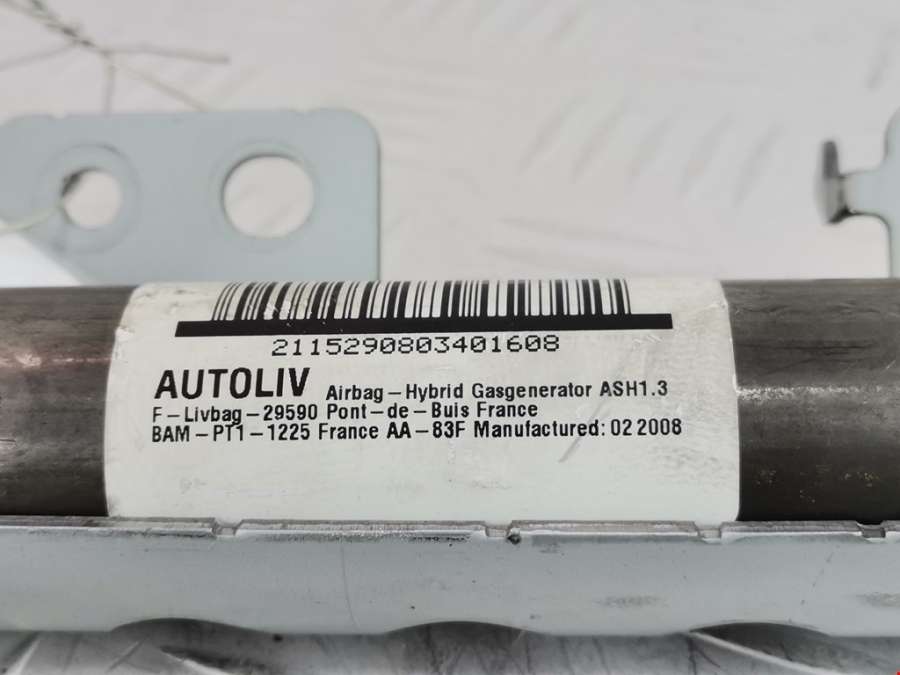 2115290803401608
AUTOLIV Airbag-Hybrid Gasgenerator ASH1.3
F-Livbag-29590 Pont-de-Buis France
BAM-PT1-1225 France AA-83F Manufactured: 02 2008